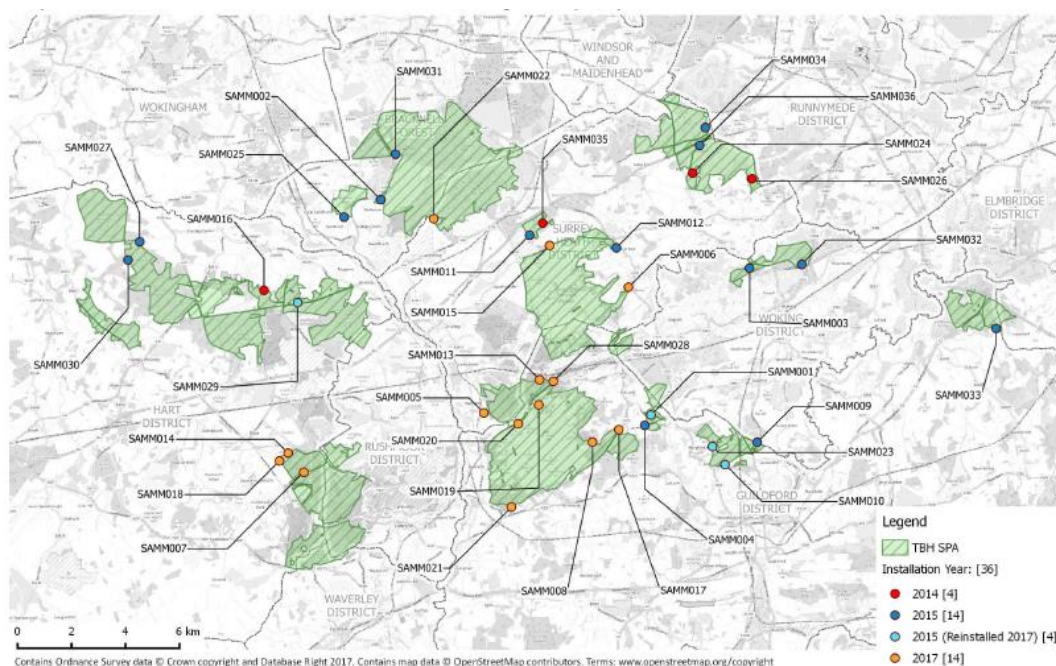 WINDSOR
AND
MAIDENHEAD
SAMM034
SAMM031
SAMM022
SAMM036
SAMM002
WOKINGHAM
RUNNYMEDE
DISTRICT
BRACKNELL
FOREST
SAMM024
SAMM027
SAMM025
SAMM035
SAMM026
ELMBRIDGE
DISTRICT
SAMM016
SURREY
HEATH
DISTRICT
SAMM012
SAMM032
SAMM011
SAMM006
SAMM015
WOKING
DISTRICT
SAMM003
SAMM030
SAMM013
SAMM028
SAMM029
SAMM001
SAMM033
SAMM005
SAMM009
HART
DISTRICT
SAMM014
SAMM020
RUSHMOOR
DISTRICT
SAMM023
SAMM018
SAMM019
GUILDFORD
DISTRICT
SAMM010
SAMM007
SAMM021
SAMM004
SAMM008
SAMM017
WAVERLEY
DISTRICT
Legend
TBH SPA
Installation Year: [36]
2014 [4]
2015 [14]
2015 (Reinstalled 2017) [4]
2017 [14]
0 2 4 6 km
Contains Ordnance Survey data © Crown copyright and Database Right 2017. Contains map data © OpenStreetMap contributors. Terms: www.openstreetmap.org/copyright